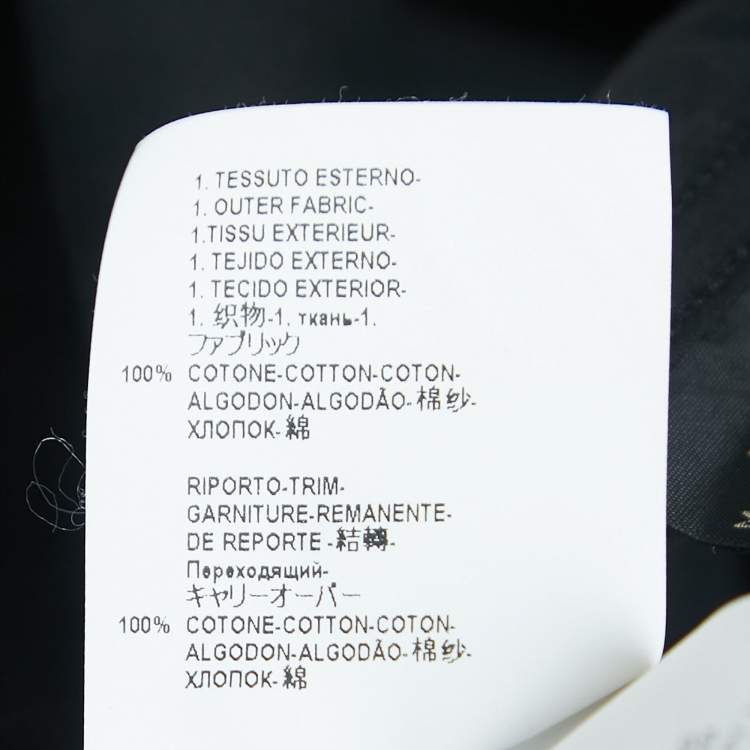 1. TESSUTO ESTERNO-
1. OUTER FABRIC-
1.TISSU EXTERIEUR-
1. TEJIDO EXTERNO-
1. TECIDO EXTERIOR-
1. 织物-1. ткань-1.
ファブリック
100% COTONE-COTTON-COTON-
ALGODON-ALGODÃO-棉纱-
ХЛОПОК-綿
RIPORTO-TRIM-
GARNITURE-REMANENTE-
DE REPORTE -結轉-
Переходящий-
キャリーオーバー
100% COTONE-COTTON-COTON-
ALGODON-ALGODÃO-棉纱-
ХЛОПОК-綿